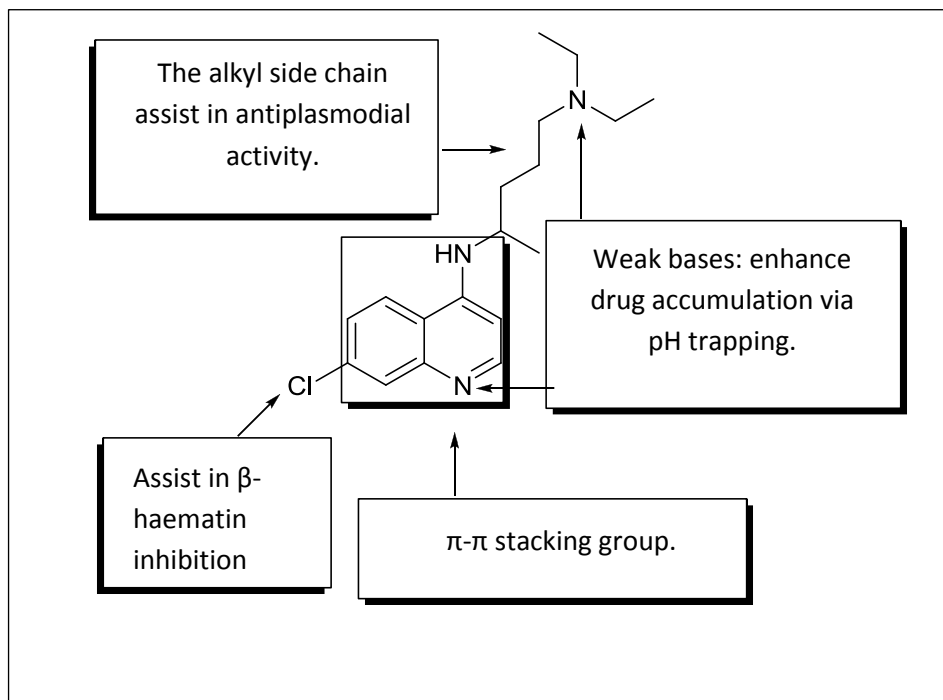 The alkyl side chain
assist in antiplasmodial
activity.
N
HN
Weak bases: enhance
drug accumulation via
pH trapping.
Cl
N
Assist in β-
haematin
inhibition
π-π stacking group.